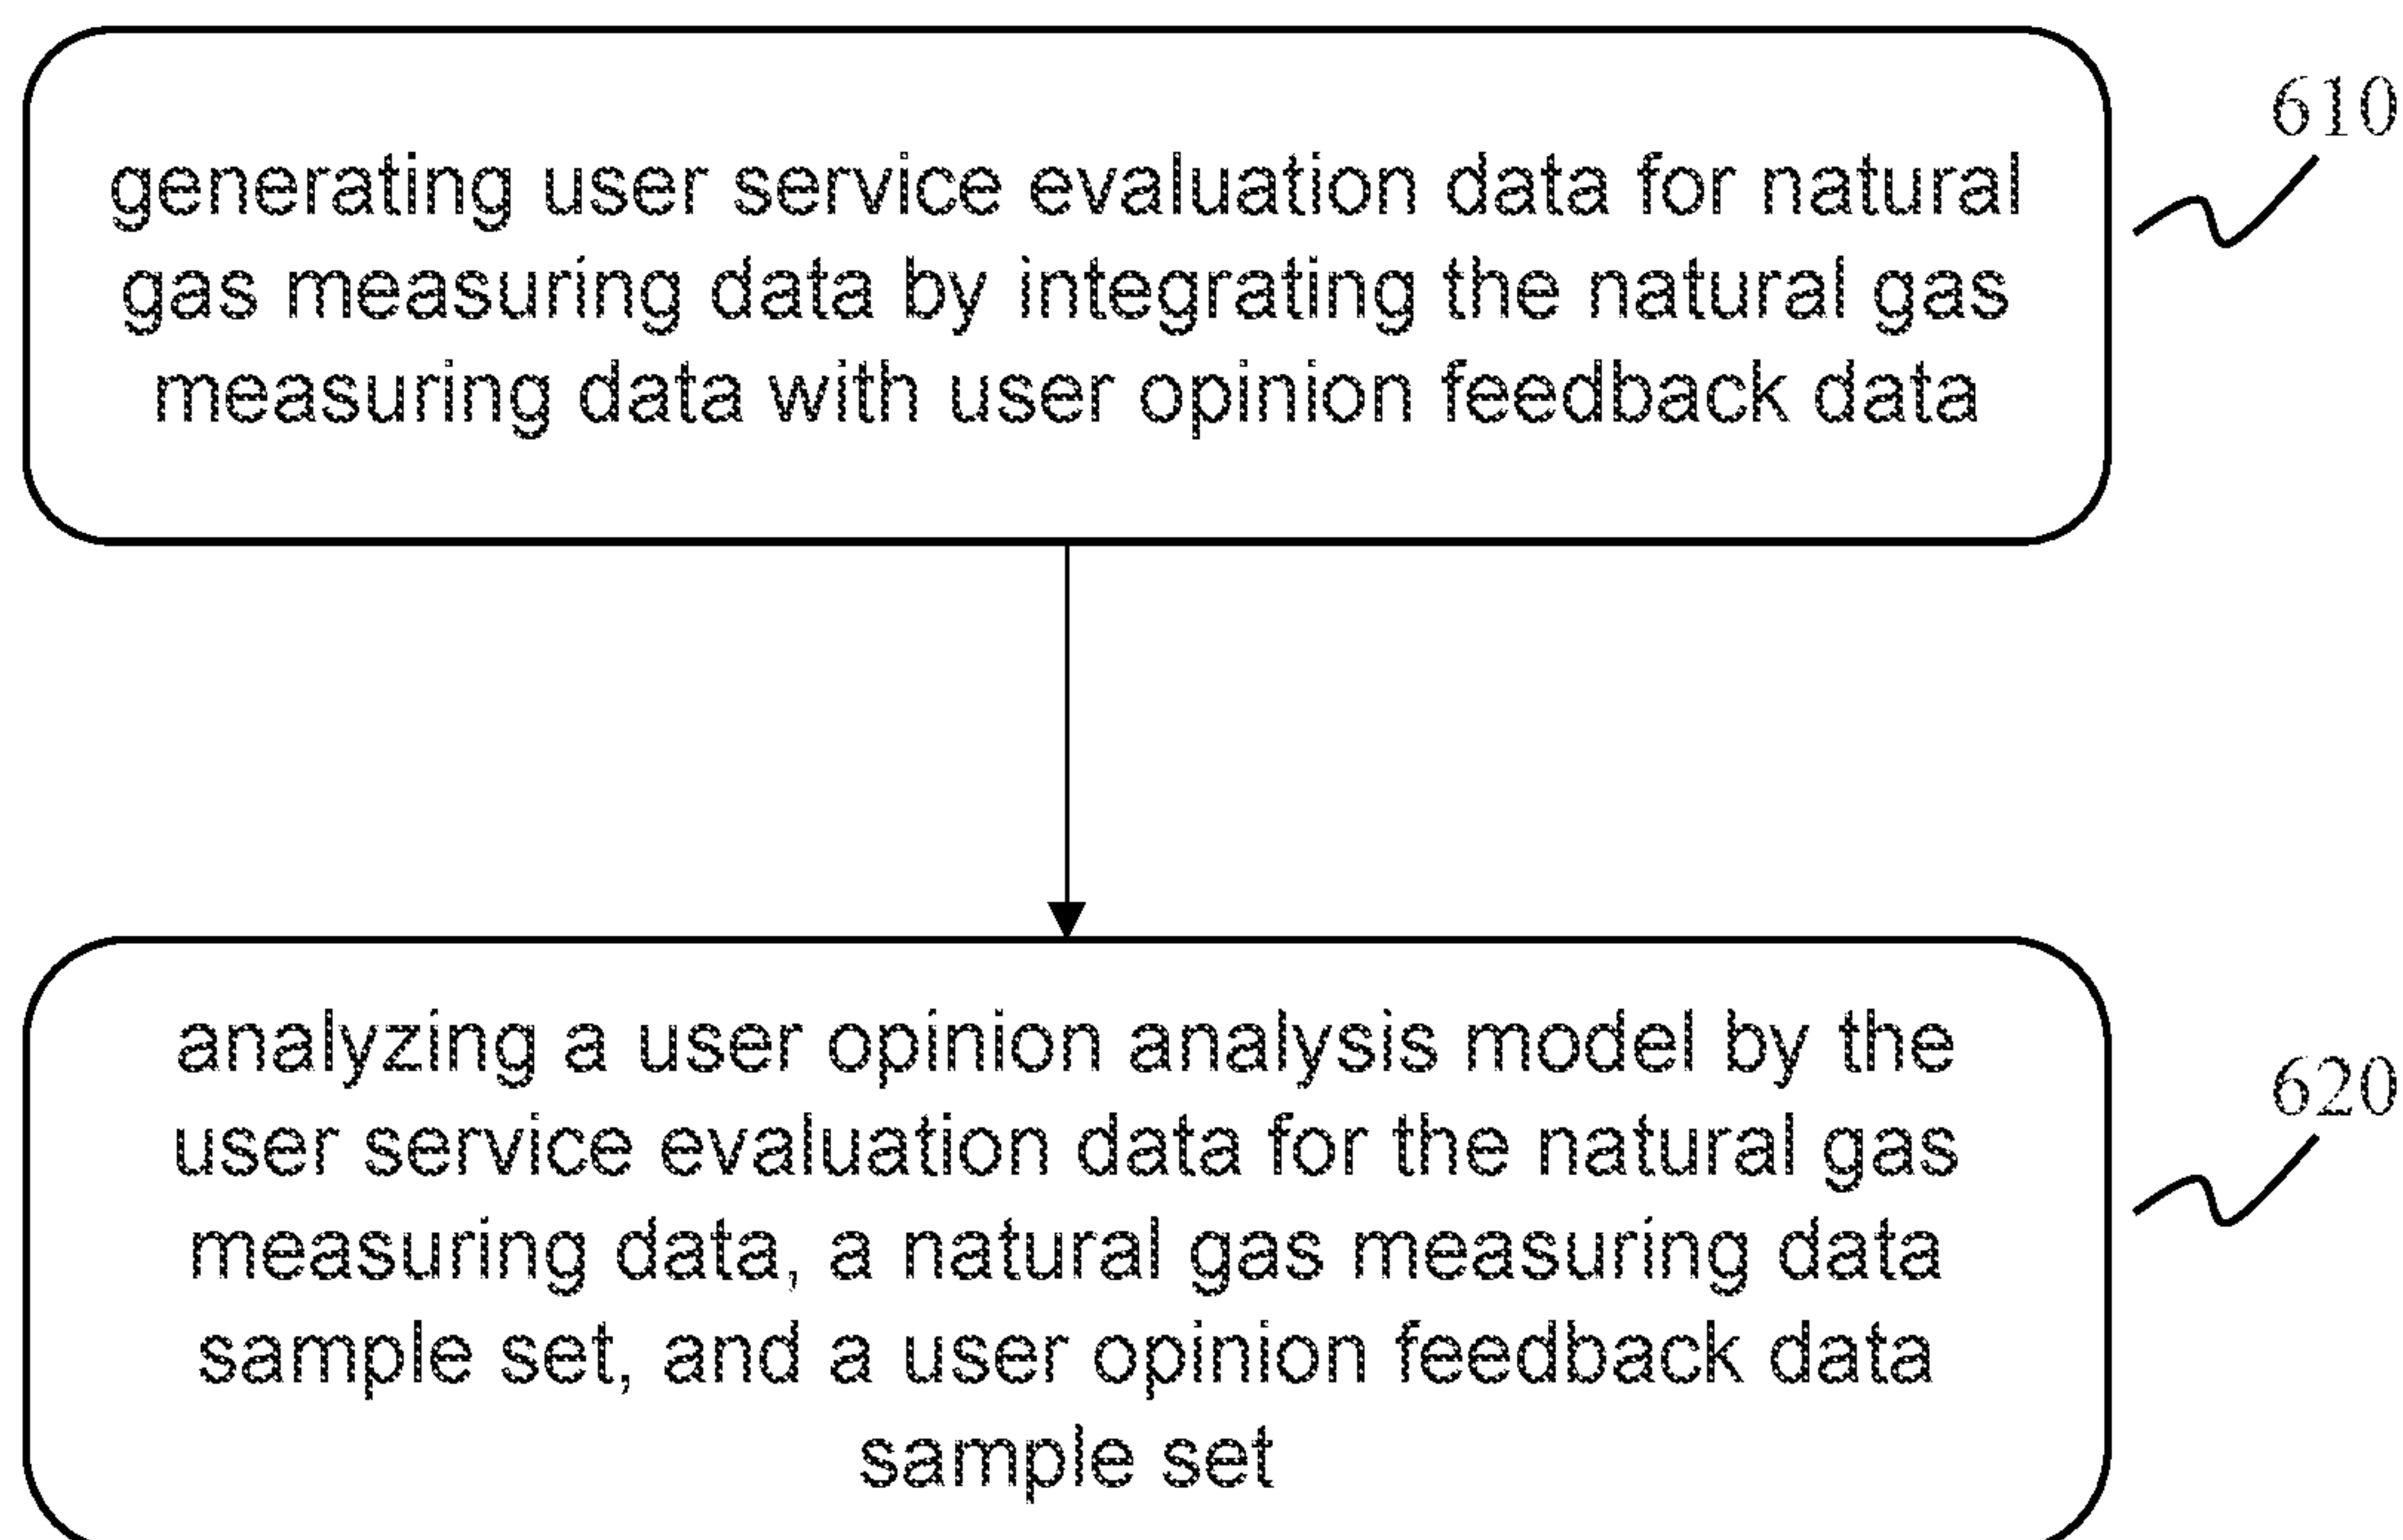 generating user service evaluation data for natural
gas measuring data by integrating the natural gas
measuring data with user opinion feedback data
610
analyzing a user opinion analysis model by the
user service evaluation data for the natural gas
measuring data, a natural gas measuring data
sample set, and a user opinion feedback data
sample set
620